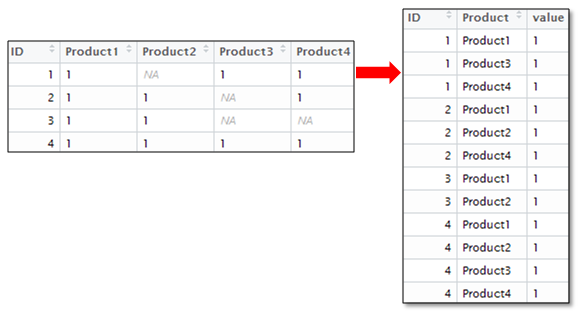 ID Product1 Product2 Product3 Product4
1 1 NA 1 1
2 1 1 NA 1
3 1 1 NA NA
4 1 1 1 1
ID Product value
1 Product1 1
1 Product3 1
1 Product4 1
2 Product1 1
2 Product2 1
2 Product4 1
3 Product1 1
3 Product2 1
4 Product1 1
4 Product2 1
4 Product3 1
4 Product4 1